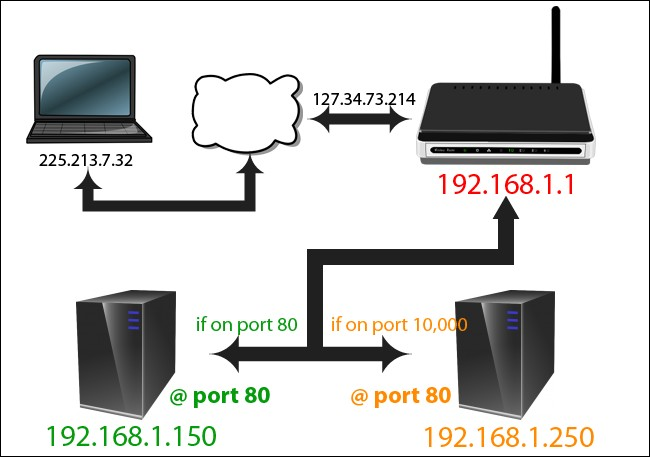 127.34.73.214
225.213.7.32
192.168.1.1
if on port 80
if on port 10,000
@ port 80
@ port 80
192.168.1.150
192.168.1.250